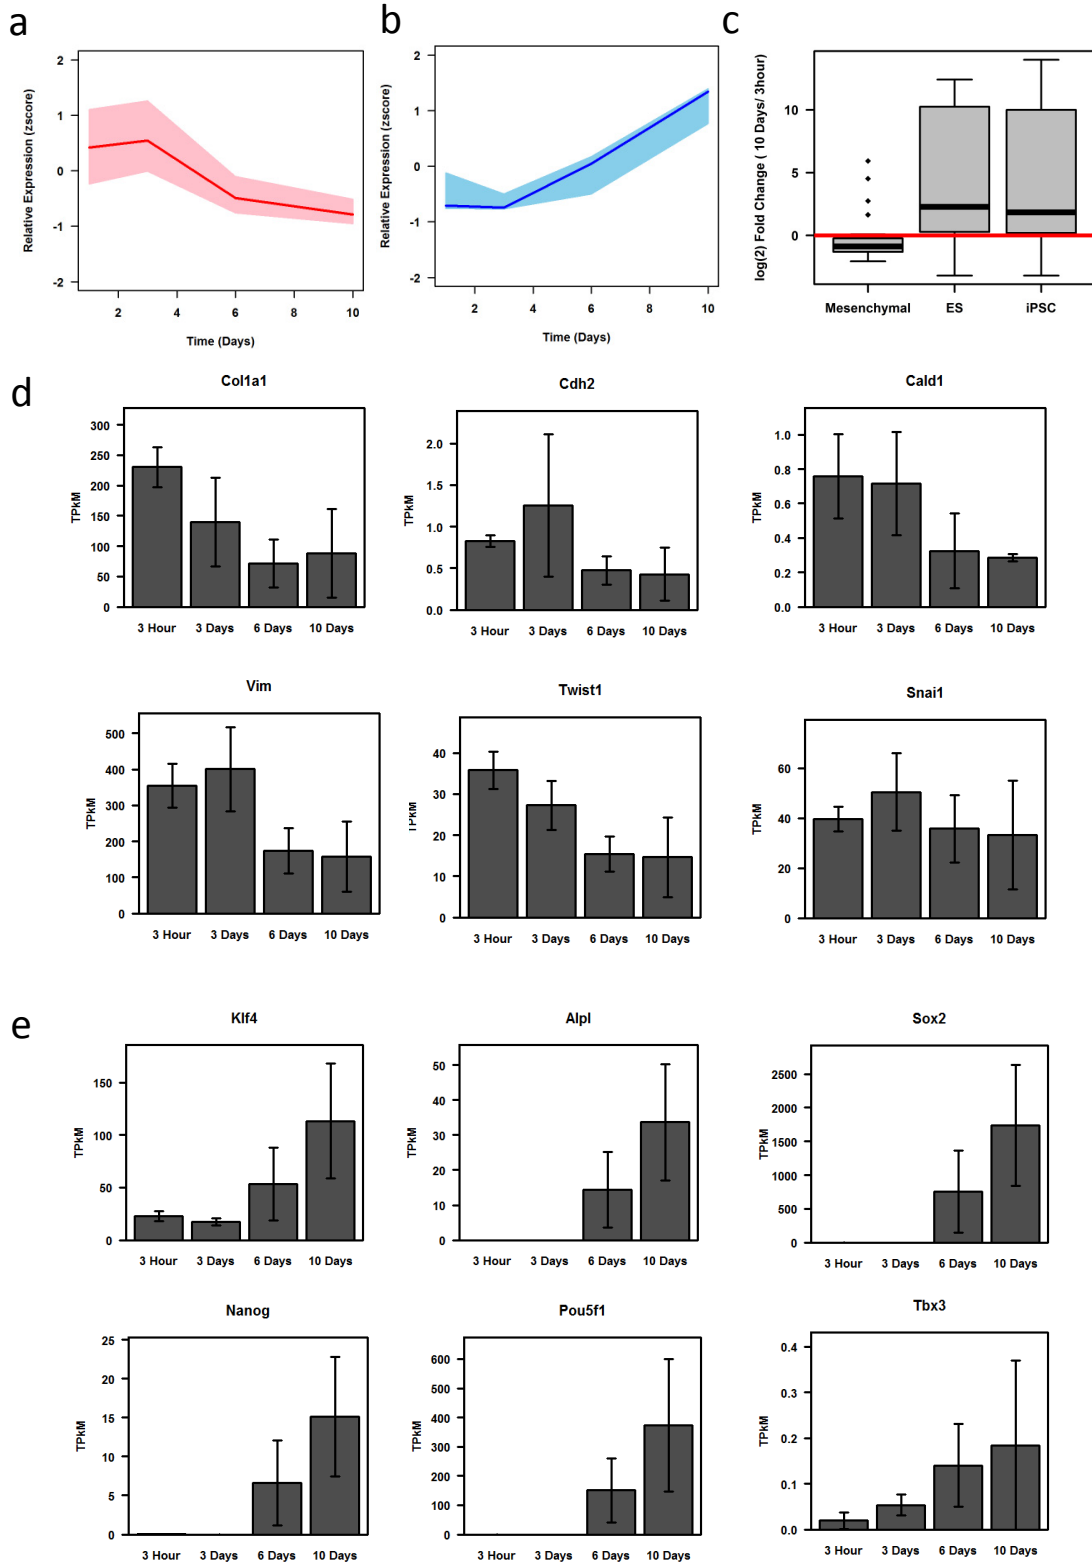 a
b
c
2
1
0
-1
-2
Relative Expression (zscore)
2 4 6 8 10
Time (Days)
2
1
0
-1
-2
Relative Expression (zscore)
2 4 6 8 10
Time (Days)
10
5
0
log(2) Fold Change ( 10 Days/ 3hour)
Mesenchymal ES iPSC
d
Col1a1
300
250
200
150
100
50
0
TPkM
3 Hour 3 Days 6 Days 10 Days
Cdh2
2.0
1.5
1.0
0.5
0.0
TPkM
3 Hour 3 Days 6 Days 10 Days
Cald1
1.0
0.8
0.6
0.4
0.2
0.0
TPkM
3 Hour 3 Days 6 Days 10 Days
Vim
500
400
300
200
100
0
TPkM
3 Hour 3 Days 6 Days 10 Days
Twist1
40
30
20
10
0
TPkM
3 Hour 3 Days 6 Days 10 Days
Snai1
60
40
20
0
TPkM
3 Hour 3 Days 6 Days 10 Days
e
Klf4
150
100
50
0
TPkM
3 Hour 3 Days 6 Days 10 Days
Alpl
50
40
30
20
10
0
TPkM
3 Hour 3 Days 6 Days 10 Days
Sox2
2500
2000
1500
1000
500
0
TPkM
3 Hour 3 Days 6 Days 10 Days
Nanog
25
20
15
10
5
0
TPkM
3 Hour 3 Days 6 Days 10 Days
Pou5f1
600
500
400
300
200
100
0
TPkM
3 Hour 3 Days 6 Days 10 Days
Tbx3
0.4
0.3
0.2
0.1
0.0
TPkM
3 Hour 3 Days 6 Days 10 Days